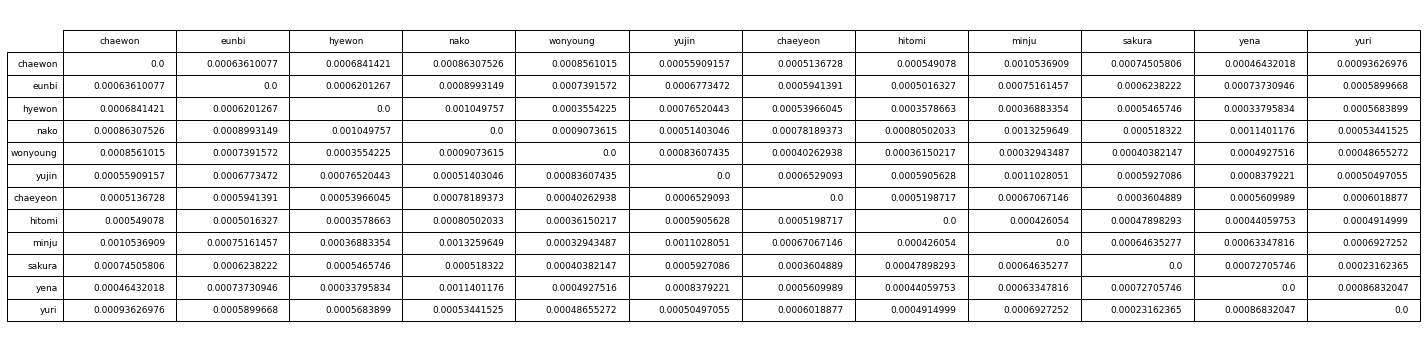 chaewon eunbi hyewon nako wonyoung yujin chaeyeon hitomi minju sakura yena yuri
chaewon 0.0 0.00063610077 0.0006841421 0.00086307526 0.0008561015 0.00055909157 0.0005136728 0.000549078 0.0010536909 0.00074505806 0.00046432018 0.00093626976
eunbi 0.00063610077 0.0 0.0006201267 0.0008993149 0.0007391572 0.0006773472 0.0005941391 0.0005016327 0.00075161457 0.0006238222 0.00073730946 0.0005899668
hyewon 0.0006841421 0.0006201267 0.0 0.001049757 0.0003554225 0.00076520443 0.00053966045 0.0003578663 0.00036883354 0.0005465746 0.00033795834 0.0005683899
nako 0.00086307526 0.0008993149 0.001049757 0.0 0.0009073615 0.00051403046 0.00078189373 0.00080502033 0.0013259649 0.000518322 0.0011401176 0.00053441525
wonyoung 0.0008561015 0.0007391572 0.0003554225 0.0009073615 0.0 0.00083607435 0.00040262938 0.00036150217 0.00032943487 0.00040382147 0.0004927516 0.00048655272
yujin 0.00055909157 0.0006773472 0.00076520443 0.00051403046 0.00083607435 0.0 0.0006529093 0.0005905628 0.0011028051 0.0005927086 0.0008379221 0.00050497055
chaeyeon 0.0005136728 0.0005941391 0.00053966045 0.00078189373 0.00040262938 0.0006529093 0.0 0.0005198717 0.00067067146 0.0003604889 0.0005609989 0.0006018877
hitomi 0.000549078 0.0005016327 0.0003578663 0.00080502033 0.00036150217 0.0005905628 0.0005198717 0.0 0.000426054 0.00047898293 0.00044059753 0.0004914999
minju 0.0010536909 0.00075161457 0.00036883354 0.0013259649 0.00032943487 0.0011028051 0.00067067146 0.000426054 0.0 0.00064635277 0.00063347816 0.0006927252
sakura 0.00074505806 0.0006238222 0.0005465746 0.000518322 0.00040382147 0.0005927086 0.0003604889 0.00047898293 0.00064635277 0.0 0.00072705746 0.00023162365
yena 0.00046432018 0.00073730946 0.00033795834 0.0011401176 0.0004927516 0.0008379221 0.0005609989 0.00044059753 0.00063347816 0.00072705746 0.0 0.00086832047
yuri 0.00093626976 0.0005899668 0.0005683899 0.00053441525 0.00048655272 0.00050497055 0.0006018877 0.0004914999 0.0006927252 0.00023162365 0.00086832047 0.0